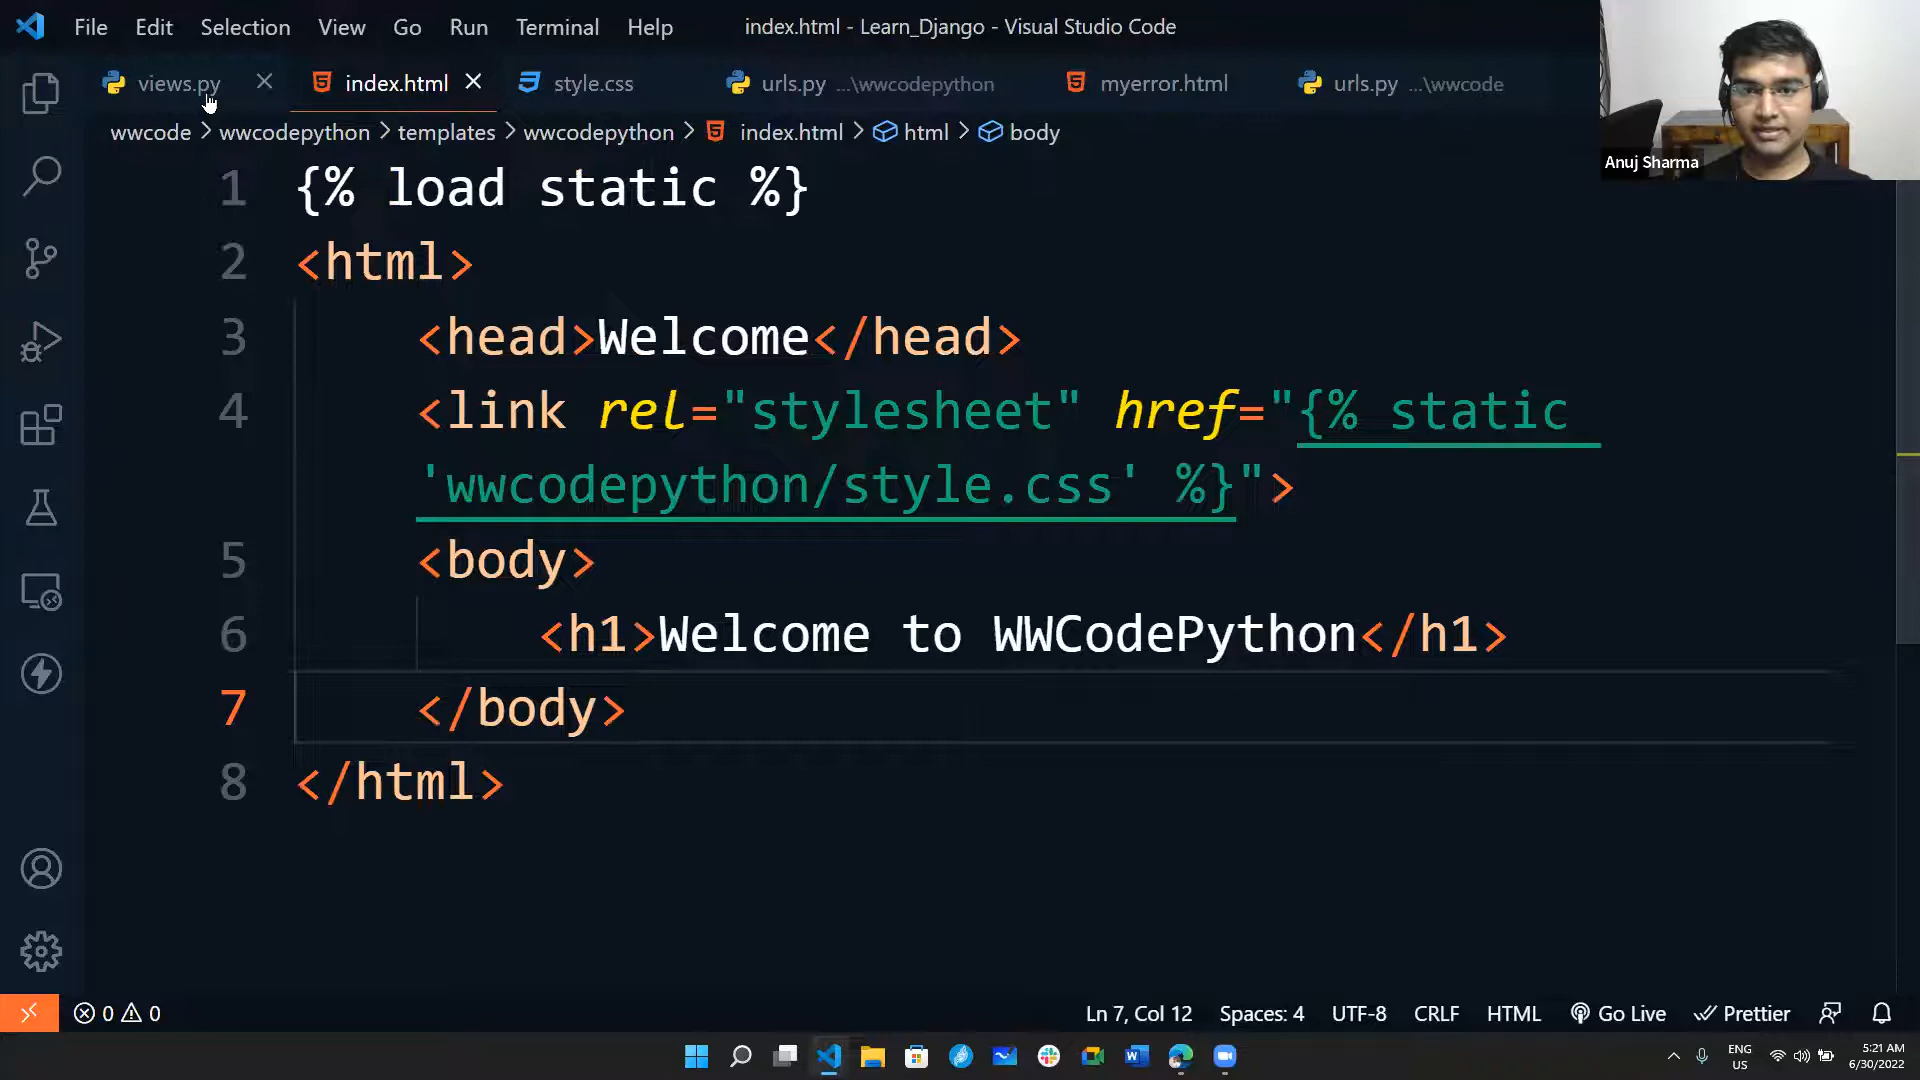 File Edit Selection View Go Run Terminal Help index.html - Learn_Django - Visual Studio Code
views.py index.html style.css urls.py ...\wwcodepython myerror.html urls.py ...\wwcode
wwcode > wwcodepython > templates > wwcodepython > index.html > html > body
Anuj Sharma
1 {% load static %}
2 <html>
3 <head>Welcome</head>
4 <link rel="stylesheet" href="{% static
'wwcodepython/style.css' %}">
5 <body>
6 <h1>Welcome to WWCodePython</h1>
7 </body>
8 </html>
0 0 Ln 7, Col 12 Spaces: 4 UTF-8 CRLF HTML Go Live Prettier
ENG
US
5:21 AM
6/30/2022